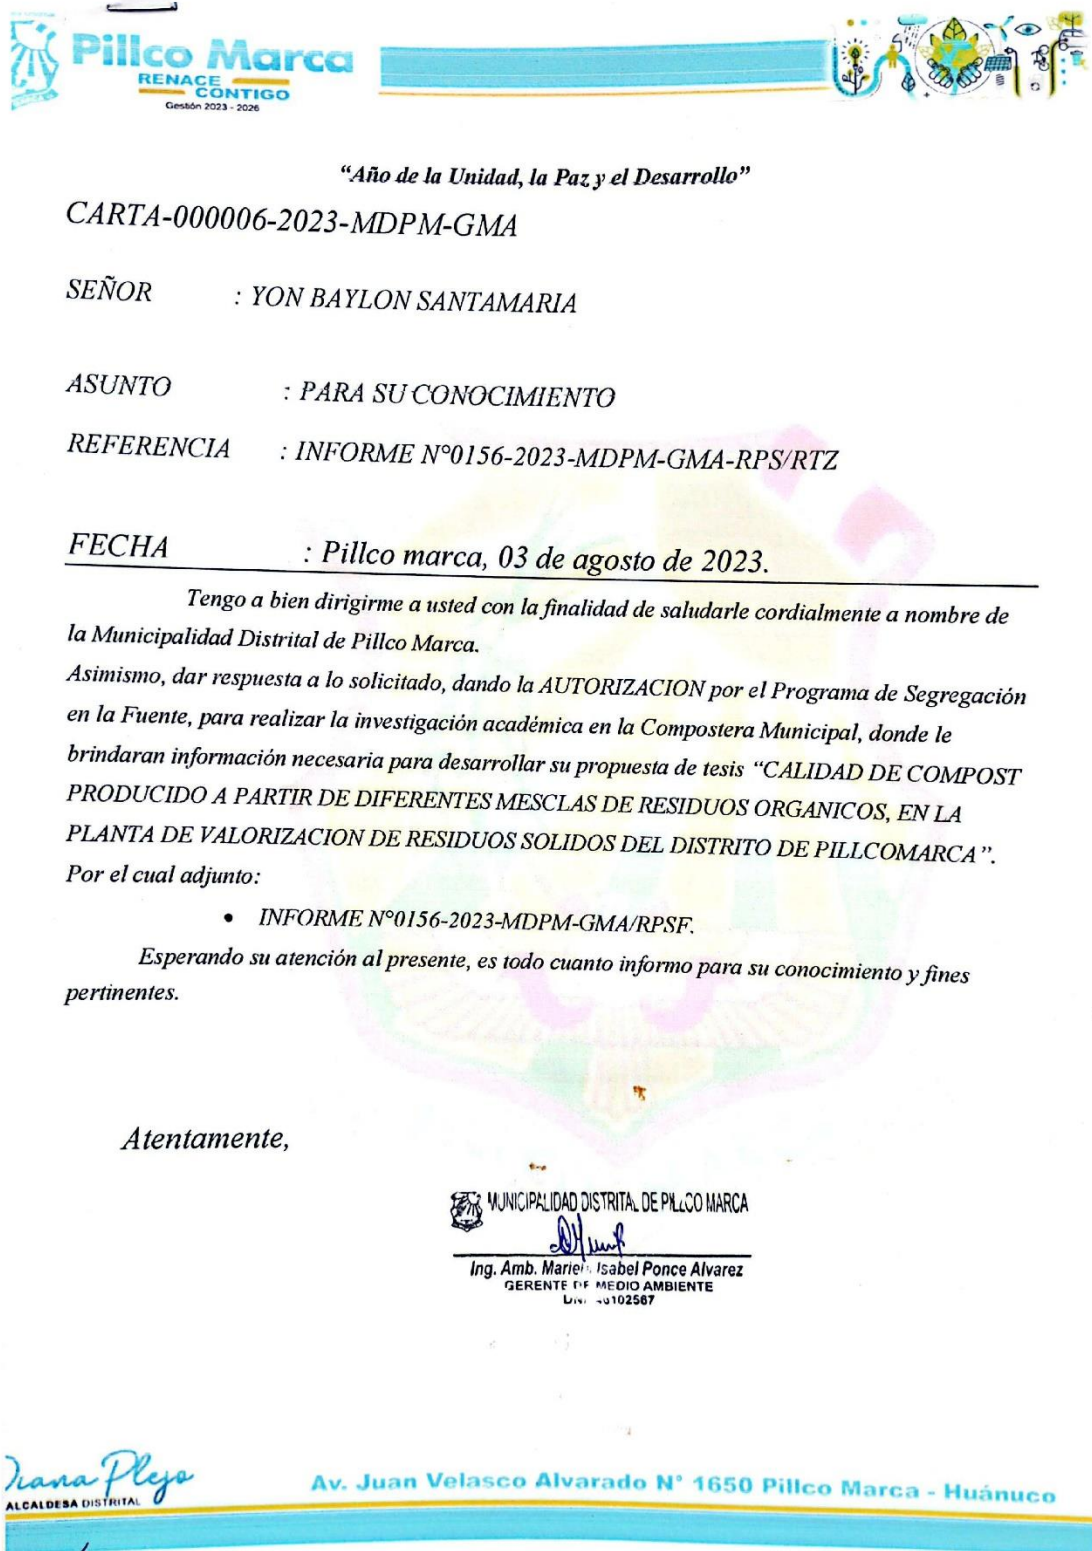 Pillco Marca
RENACE
CONTIGO
Gestión 2023 - 2026
“Año de la Unidad, la Paz y el Desarrollo”
CARTA-000006-2023-MDPM-GMA
SEÑOR : YON BAYLON SANTAMARIA
ASUNTO : PARA SU CONOCIMIENTO
REFERENCIA : INFORME N°0156-2023-MDPM-GMA-RPS/RTZ
FECHA : Pillco marca, 03 de agosto de 2023.
Tengo a bien dirigirme a usted con la finalidad de saludarle cordialmente a nombre de
la Municipalidad Distrital de Pillco Marca.
Asimismo, dar respuesta a lo solicitado, dando la AUTORIZACION por el Programa de Segregación
en la Fuente, para realizar la investigación académica en la Compostera Municipal, donde le
brindaran información necesaria para desarrollar su propuesta de tesis “CALIDAD DE COMPOST
PRODUCIDO A PARTIR DE DIFERENTES MESCLAS DE RESIDUOS ORGANICOS, EN LA
PLANTA DE VALORIZACION DE RESIDUOS SOLIDOS DEL DISTRITO DE PILLCOMARCA”.
Por el cual adjunto:
• INFORME N°0156-2023-MDPM-GMA/RPSF.
Esperando su atención al presente, es todo cuanto informo para su conocimiento y fines
pertinentes.
Atentamente,
MUNICIPALIDAD DISTRITAL DE PILLCO MARCA
Ing. Amb. Isabel Ponce Alvarez
GERENTE DE MEDIO AMBIENTE
ALCALDESA DISTRITAL
Av. Juan Velasco Alvarado N° 1650 Pillco Marca - Huánuco